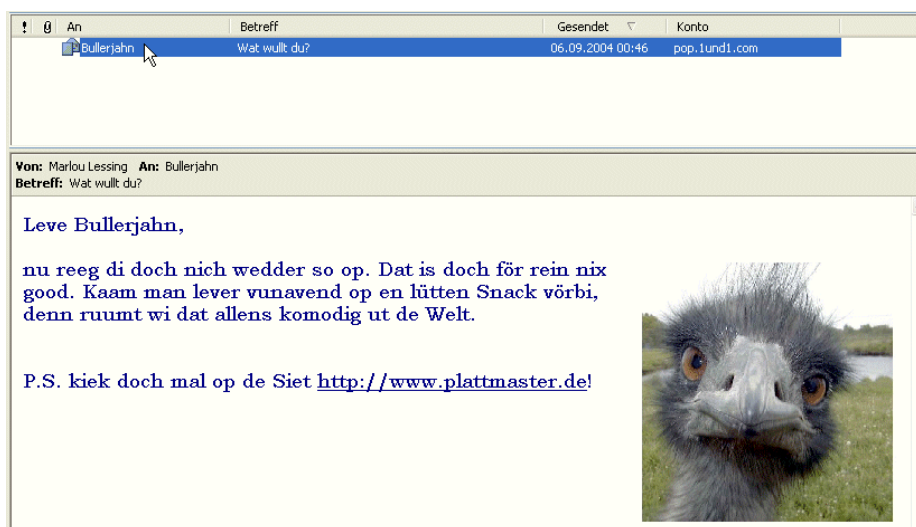 ! An Betreff Gesendet Konto
Bullerjahn Wat wullt du? 06.09.2004 00:46 pop.1und1.com
Von: Marlou Lessing An: Bullerjahn
Betreff: Wat wullt du?
Leve Bullerjahn,
nu reeg di doch nich wedder so op. Dat is doch för rein nix
good. Kaam man lever vunavend op en lütten Snack vörbi,
denn ruumt wi dat allens komodig ut de Welt.
P.S. kiek doch mal op de Siet http://www.plattmaster.de!